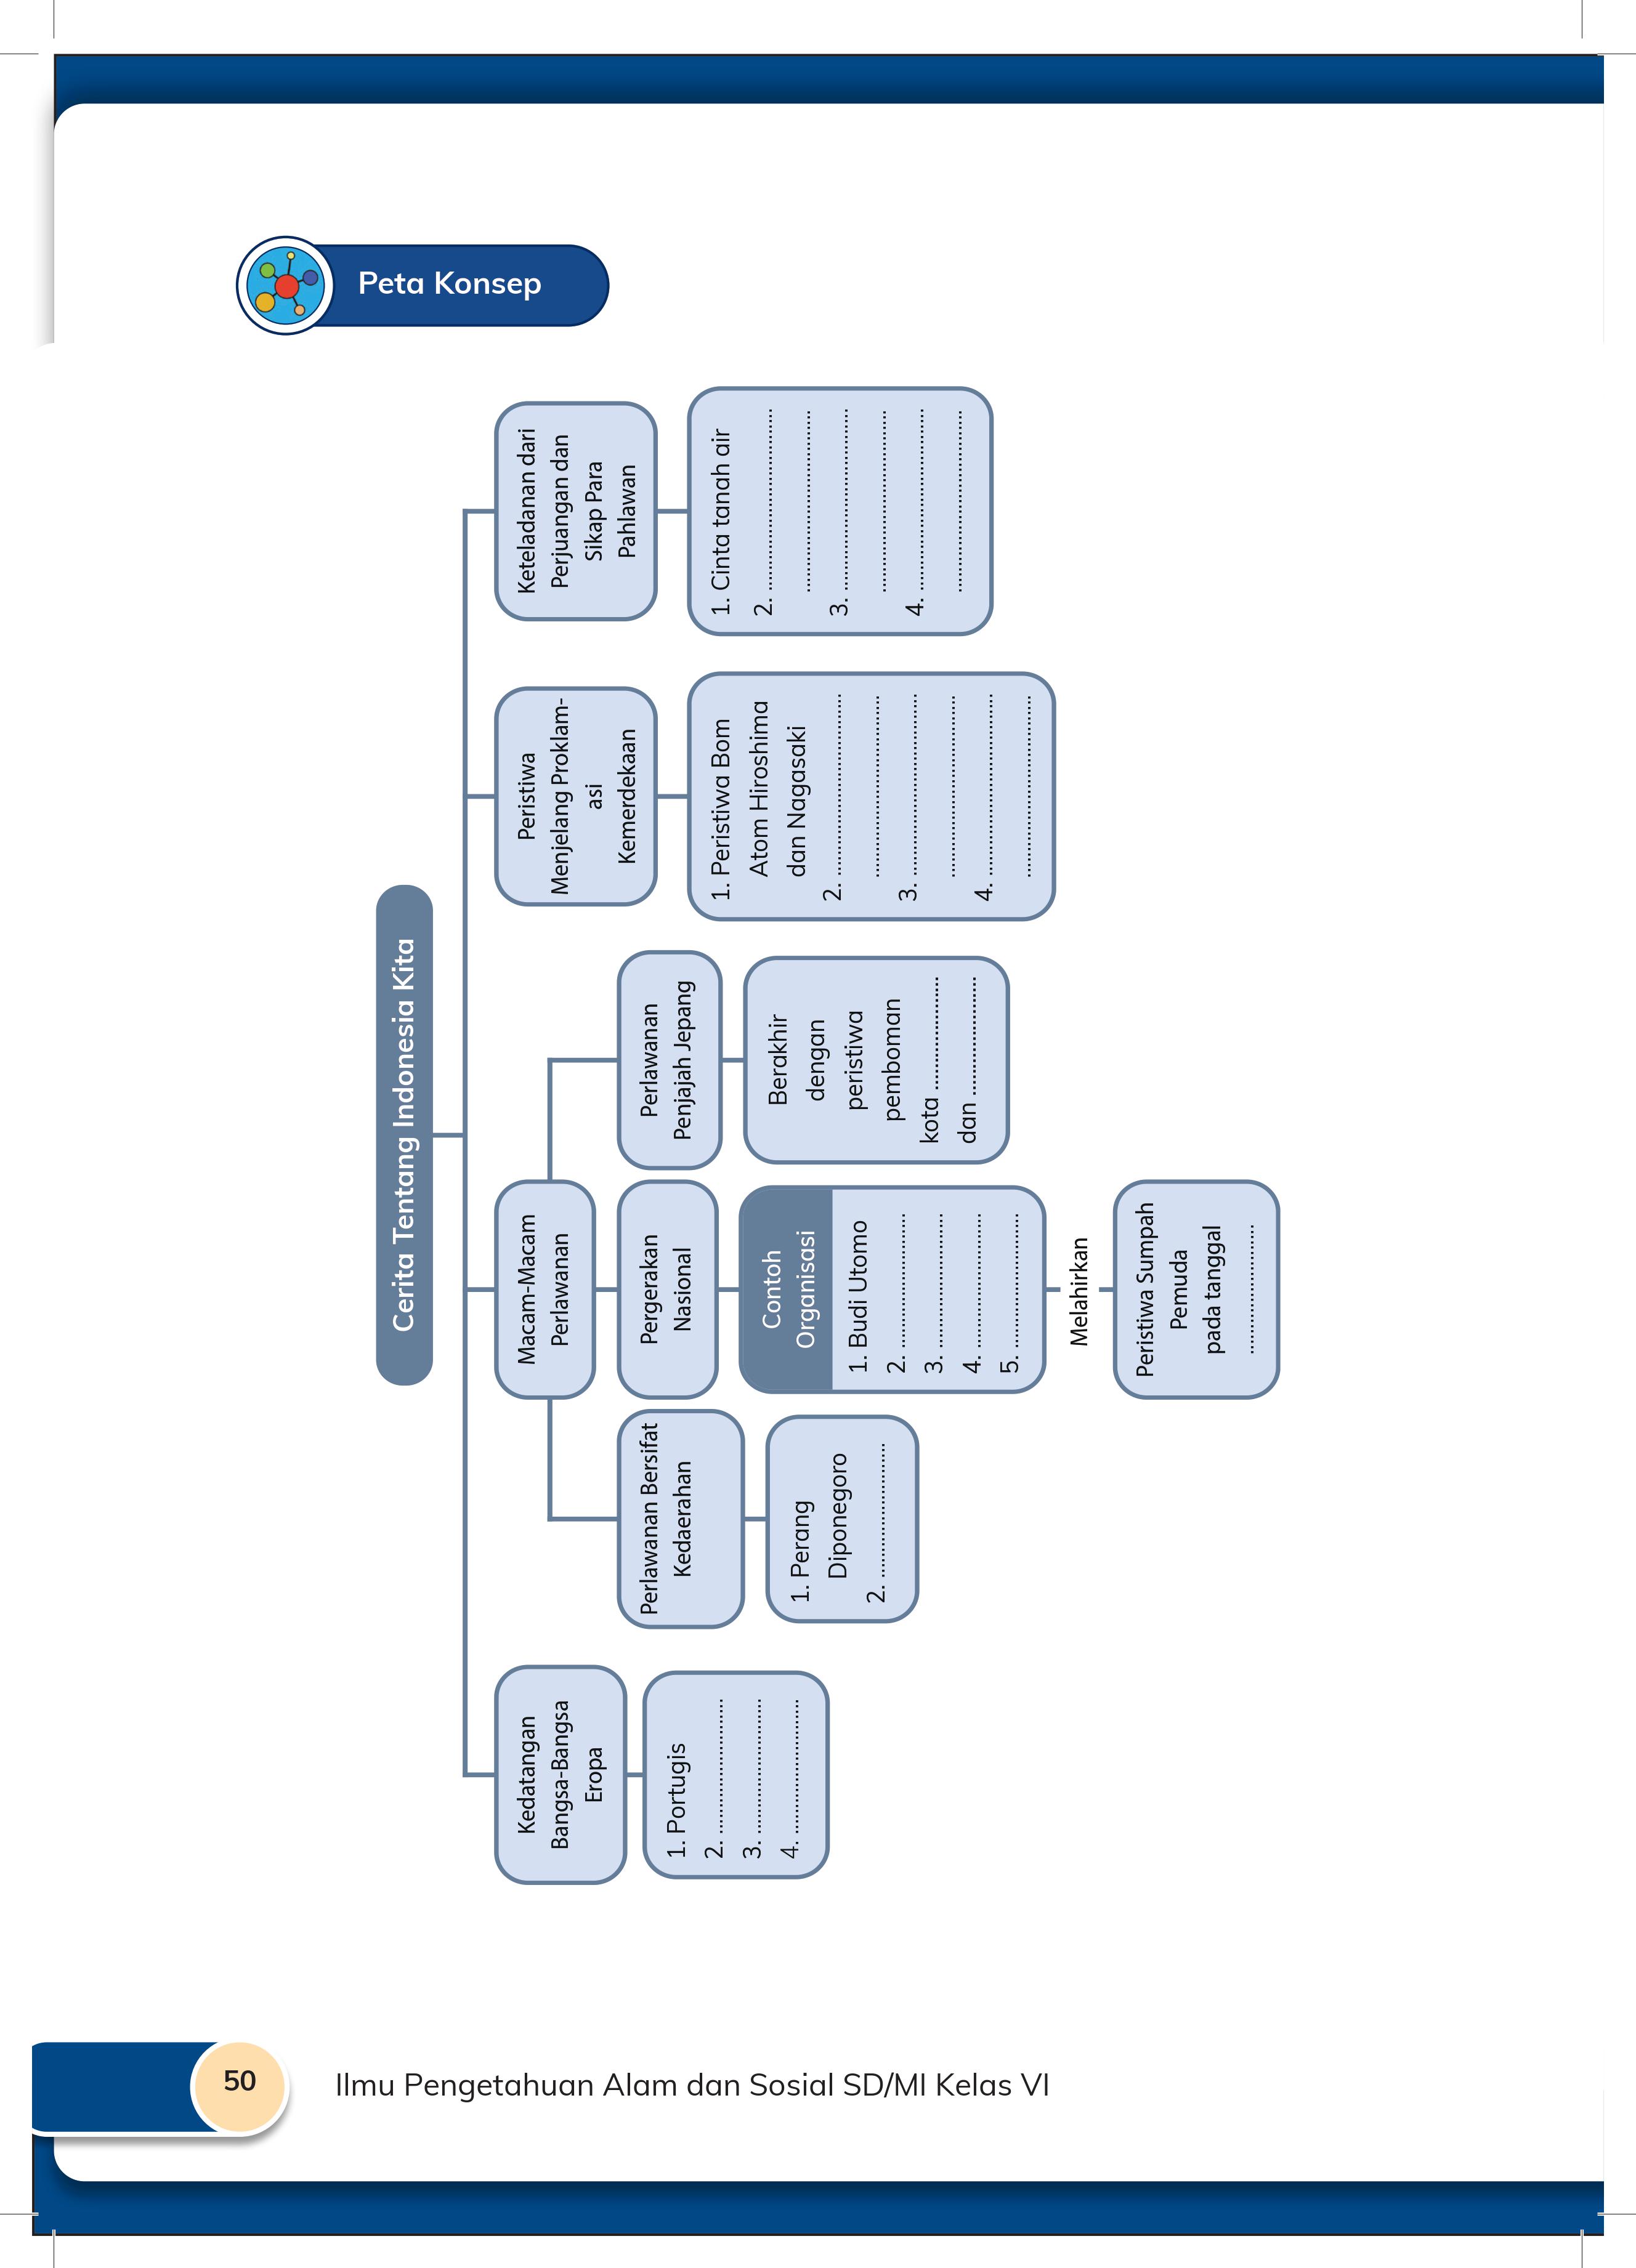 Peta Konsep
Cerita Tentang Indonesia Kita
Kedatangan
Bangsa-Bangsa
Eropa
1. Portugis
2. ........................
3. ........................
4. ........................
Macam-Macam
Perlawanan
Perlawanan Bersifat
Kedaerahan
1. Perang
Diponegoro
2. ........................
Pergerakan
Nasional
Contoh
Organisasi
1. Budi Utomo
2. ........................
3. ........................
4. ........................
5. ........................
Melahirkan
Peristiwa Sumpah
Pemuda
pada tanggal
........................
Perlawanan
Penjajah Jepang
Berakhir
dengan
peristiwa
pemboman
kota ....................
dan ......................
Peristiwa
Menjelang Proklam-
asi
Kemerdekaan
1. Peristiwa Bom
Atom Hiroshima
dan Nagasaki
2. ................................
................................
3. ................................
................................
4. ................................
................................
Keteladanan dari
Perjuangan dan
Sikap Para
Pahlawan
1. Cinta tanah air
2. ................................
................................
3. ................................
................................
4. ................................
................................
50
Ilmu Pengetahuan Alam dan Sosial SD/MI Kelas VI